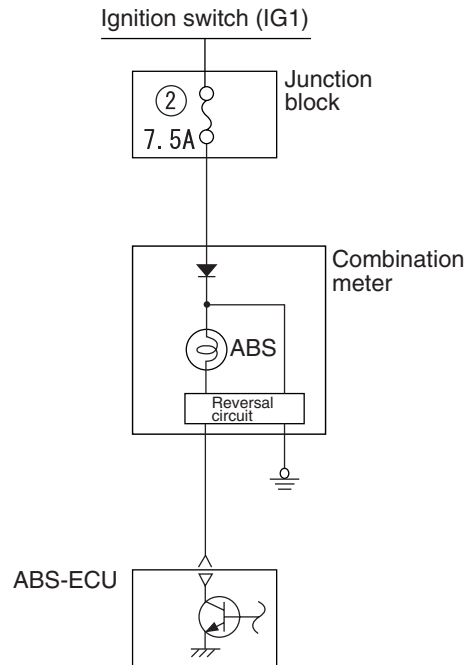 Ignition switch (IG1)
Junction
block
②
7.5A
Combination
meter
ABS
Reversal
circuit
ABS-ECU